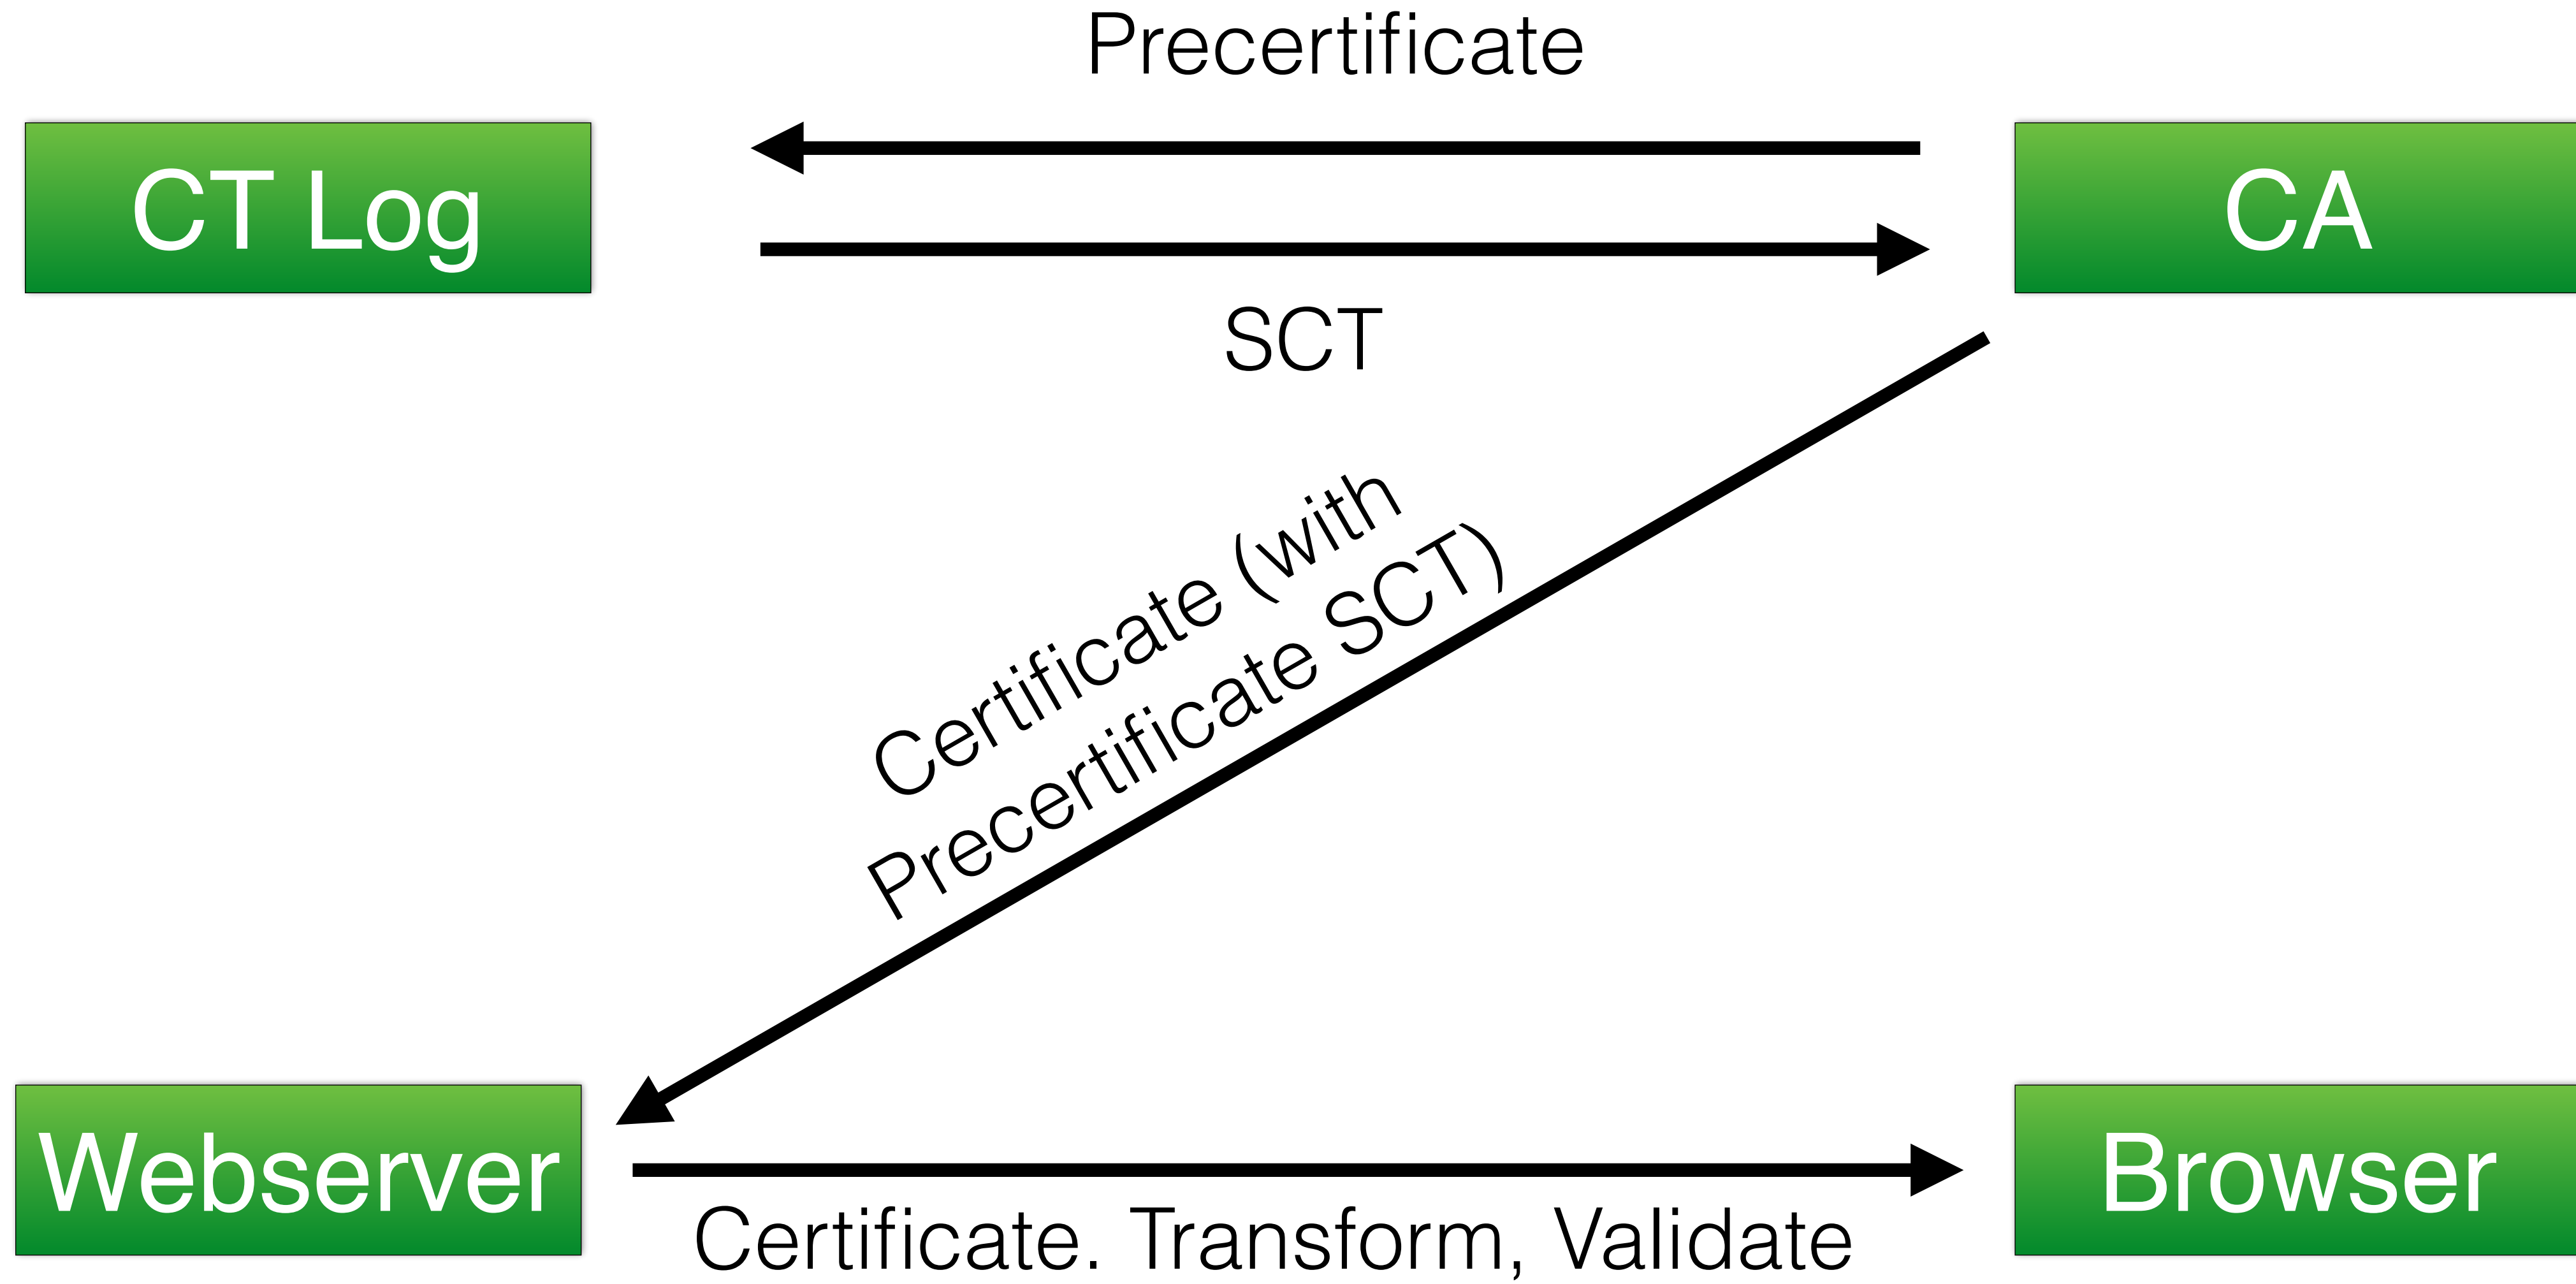 Precertificate
CT Log
CA
SCT
Certificate (with
Precertificate SCT)
Webserver
Browser
Certificate. Transform, Validate